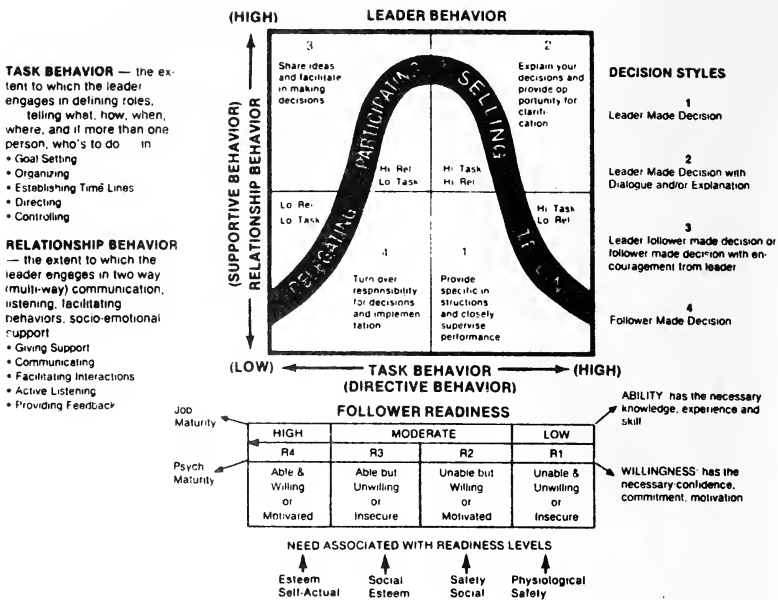 (HIGH)
LEADER BEHAVIOR
TASK BEHAVIOR — the ex-
tent to which the leader
engages in defining roles,
telling what, how, when,
where, and if more than one
person, who's to do in
• Goal Setting
• Organizing
• Establishing Time Lines
• Directing
• Controlling
RELATIONSHIP BEHAVIOR
— the extent to which the
leader engages in two way
(multi-way) communication,
listening, facilitating
behaviors, socio-emotional
support
• Giving Support
• Communicating
• Facilitating Interactions
• Active Listening
• Providing Feedback
(SUPPORTIVE BEHAVIOR)
RELATIONSHIP BEHAVIOR
3
Share ideas
and facilitate
in making
decisions
2
Explain your
decisions and
provide op
portunity for
clarifi-
cation
PARTICIPATING
SELLING
Hi Rel
Lo Task
Hi Task
Hi Rel
Lo Rel
Lo Task
Hi Task
Lo Rel
DELEGATING
4
Turn over
responsibility
for decisions
and implemen
tation
1
Provide
specific in
structions
and closely
supervise
performance
DECISION STYLES
1
Leader Made Decision
2
Leader Made Decision with
Dialogue and/or Explanation
3
Leader follower made decision or
follower made decision with en-
couragement from leader
4
Follower Made Decision
(LOW)
TASK BEHAVIOR
(HIGH)
(DIRECTIVE BEHAVIOR)
FOLLOWER READINESS
Job
Maturity
Psych
Maturity
HIGH MODERATE LOW
R4 R3 R2 R1
Able & Able but Unable but Unable &
Willing Unwilling Willing Unwilling
or or or or
Motivated Insecure Motivated Insecure
ABILITY has the necessary
knowledge, experience and
skill
WILLINGNESS has the
necessary confidence,
commitment, motivation
NEED ASSOCIATED WITH READINESS LEVELS
Esteem Social Safety Physiological
Self-Actual Esteem Social Safety